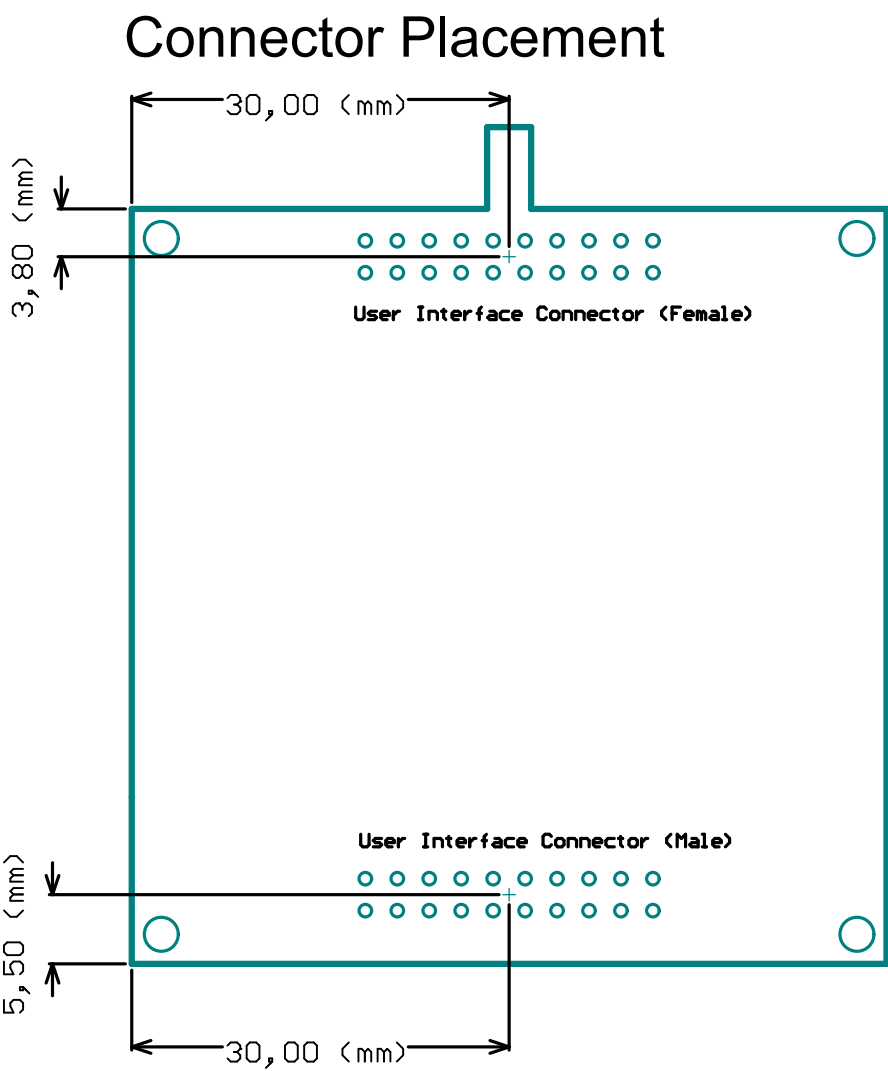 Connector Placement
30,00 (mm)
3,80 (mm)
User Interface Connector (Female)
User Interface Connector (Male)
5,50 (mm)
30,00 (mm)